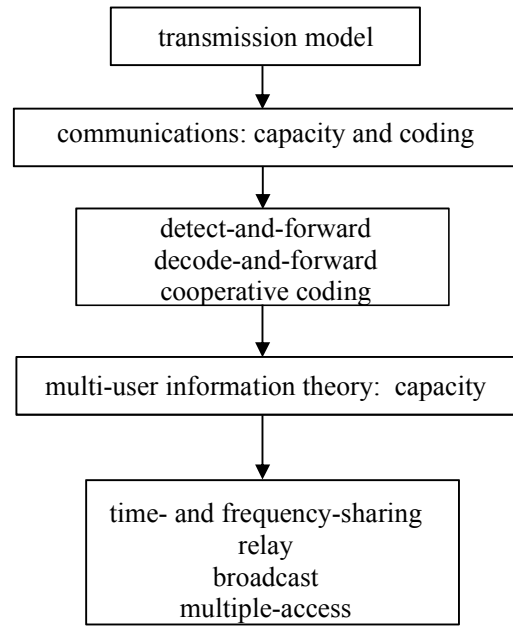 transmission model
communications: capacity and coding
detect-and-forward
decode-and-forward
cooperative coding
multi-user information theory: capacity
time- and frequency-sharing
relay
broadcast
multiple-access